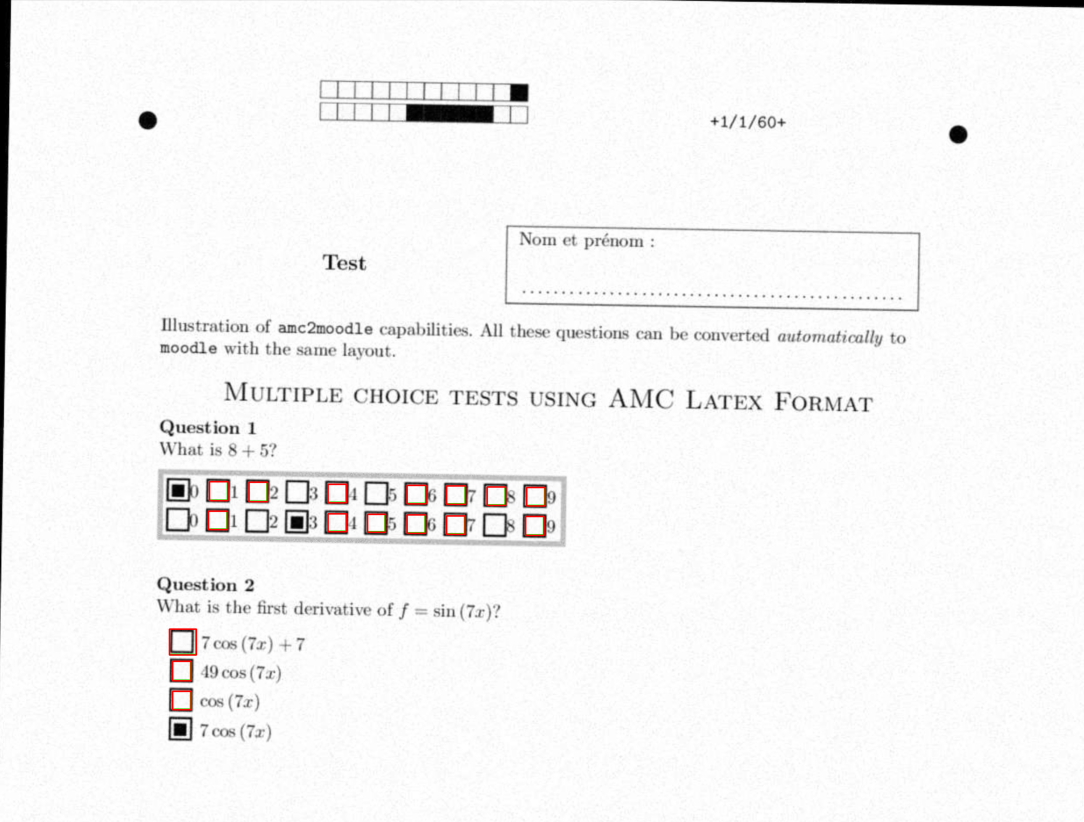 +1/1/60+
Test
Nom et prénom :
Illustration of amc2moodle capabilities. All these questions can be converted automatically to
moodle with the same layout.
MULTIPLE CHOICE TESTS USING AMC LATEX FORMAT
Question 1
What is 8 + 5?
0 1 2 3 4 5 6 7 8 9
0 1 2 3 4 5 6 7 8 9
Question 2
What is the first derivative of f = sin (7x)?
7 cos (7x) + 7
49 cos (7x)
cos (7x)
7 cos (7x)